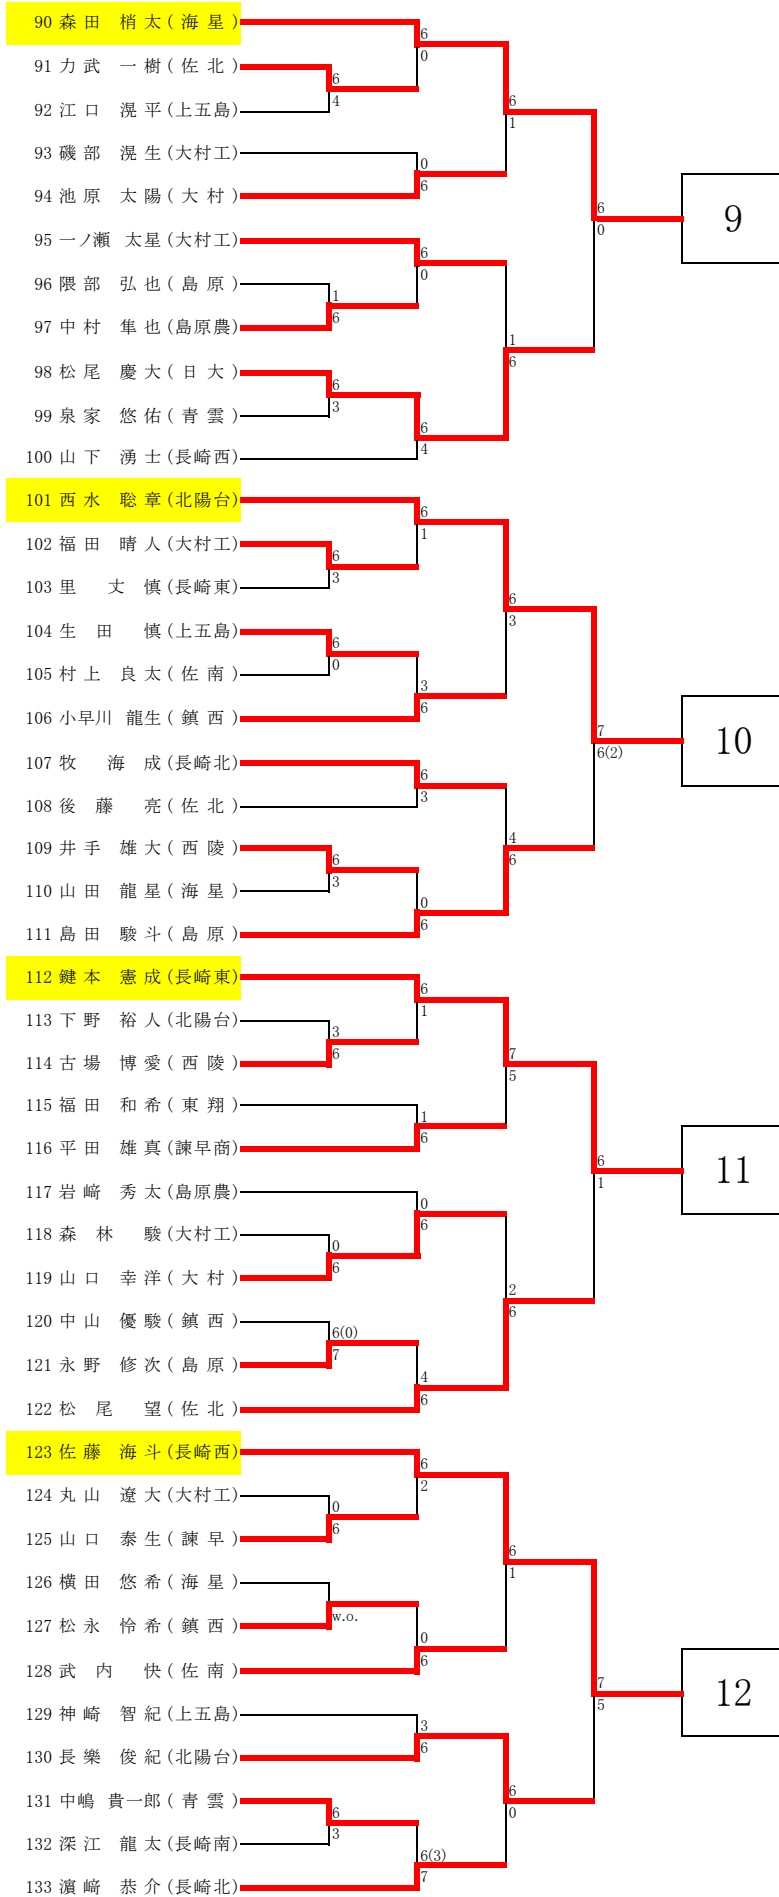 90 森田 梢太(海星)
6
0
91 力武 一樹(佐北)
6
4
92 江口 滉平(上五島)
6
1
93 磯部 滉生(大村工)
0
6
94 池原 太陽(大村)
6
0
9
95 一ノ瀬 太星(大村工)
6
0
96 隈部 弘也(島原)
1
6
97 中村 隼也(島原農)
1
6
98 松尾 慶大(日大)
6
3
99 泉家 悠佑(青雲)
6
4
100 山下 湧士(長崎西)
101 西水 聡章(北陽台)
6
1
102 福田 晴人(大村工)
6
3
103 里 丈慎(長崎東)
6
3
104 生田 慎(上五島)
6
0
105 村上 良太(佐南)
3
6
106 小早川 龍生(鎮西)
7
6(2)
10
107 牧 海成(長崎北)
6
3
108 後藤 亮(佐北)
4
6
109 井手 雄大(西陵)
6
3
110 山田 龍星(海星)
0
6
111 島田 駿斗(島原)
112 鍵本 憲成(長崎東)
6
1
113 下野 裕人(北陽台)
3
6
114 古場 博愛(西陵)
7
5
115 福田 和希(東翔)
1
6
116 平田 雄真(諫早商)
6
1
11
117 岩﨑 秀太(島原農)
0
6
118 森林 駿(大村工)
0
6
119 山口 幸洋(大村)
2
6
120 中山 優駿(鎮西)
6(0)
7
121 永野 修次(島原)
4
6
122 松尾 望(佐北)
123 佐藤 海斗(長崎西)
6
2
124 丸山 遼大(大村工)
0
6
125 山口 泰生(諫早)
6
1
126 横田 悠希(海星)
w.o.
127 松永 怜希(鎮西)
0
6
128 武内 快(佐南)
7
5
12
129 神崎 智紀(上五島)
3
6
130 長樂 俊紀(北陽台)
6
0
131 中嶋 貴一郎(青雲)
6
3
132 深江 龍太(長崎南)
6(3)
7
133 濵﨑 恭介(長崎北)